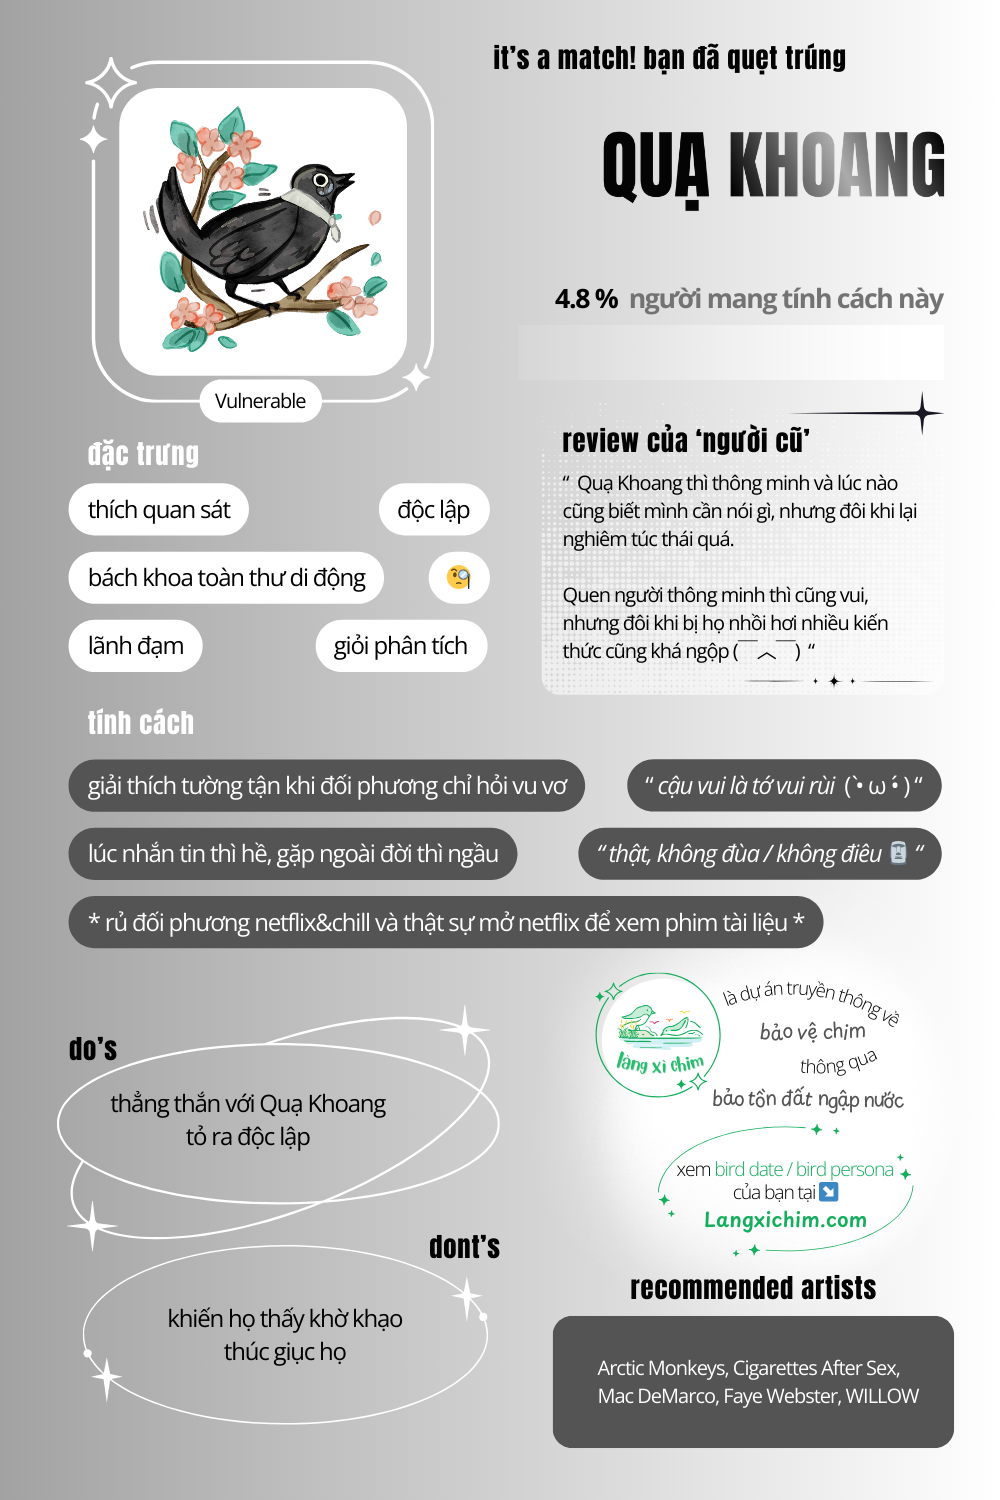 it's a match! bạn đã quẹt trúng
QUẠ KHOANG
4.8 % người mang tính cách này
Vulnerable
đặc trưng
thích quan sát
độc lập
bách khoa toàn thư di động
🧐
lãnh đạm
giỏi phân tích
review của ‘người cũ’
“ Quạ Khoang thì thông minh và lúc nào
cũng biết mình cần nói gì, nhưng đôi khi lại
nghiêm túc thái quá.
Quen người thông minh thì cũng vui,
nhưng đôi khi bị họ nhồi hơi nhiều kiến
thức cũng khá ngộp (￣︿￣) “
tính cách
giải thích tường tận khi đối phương chỉ hỏi vu vơ
“ cậu vui là tớ vui rùi (•̀ ω •́ ) “
lúc nhắn tin thì hề, gặp ngoài đời thì ngầu
“ thật, không đùa / không điêu 🗿 “
* rủ đối phương netflix&chill và thật sự mở netflix để xem phim tài liệu *
do's
thẳng thắn với Quạ Khoang
tỏ ra độc lập
dont's
khiến họ thấy khờ khạo
thúc giục họ
làng xì chim
là dự án truyền thông về
bảo vệ chim
thông qua
bảo tồn đất ngập nước
xem bird date / bird persona
của bạn tại ↘️
Langxichim.com
recommended artists
Arctic Monkeys, Cigarettes After Sex,
Mac DeMarco, Faye Webster, WILLOW